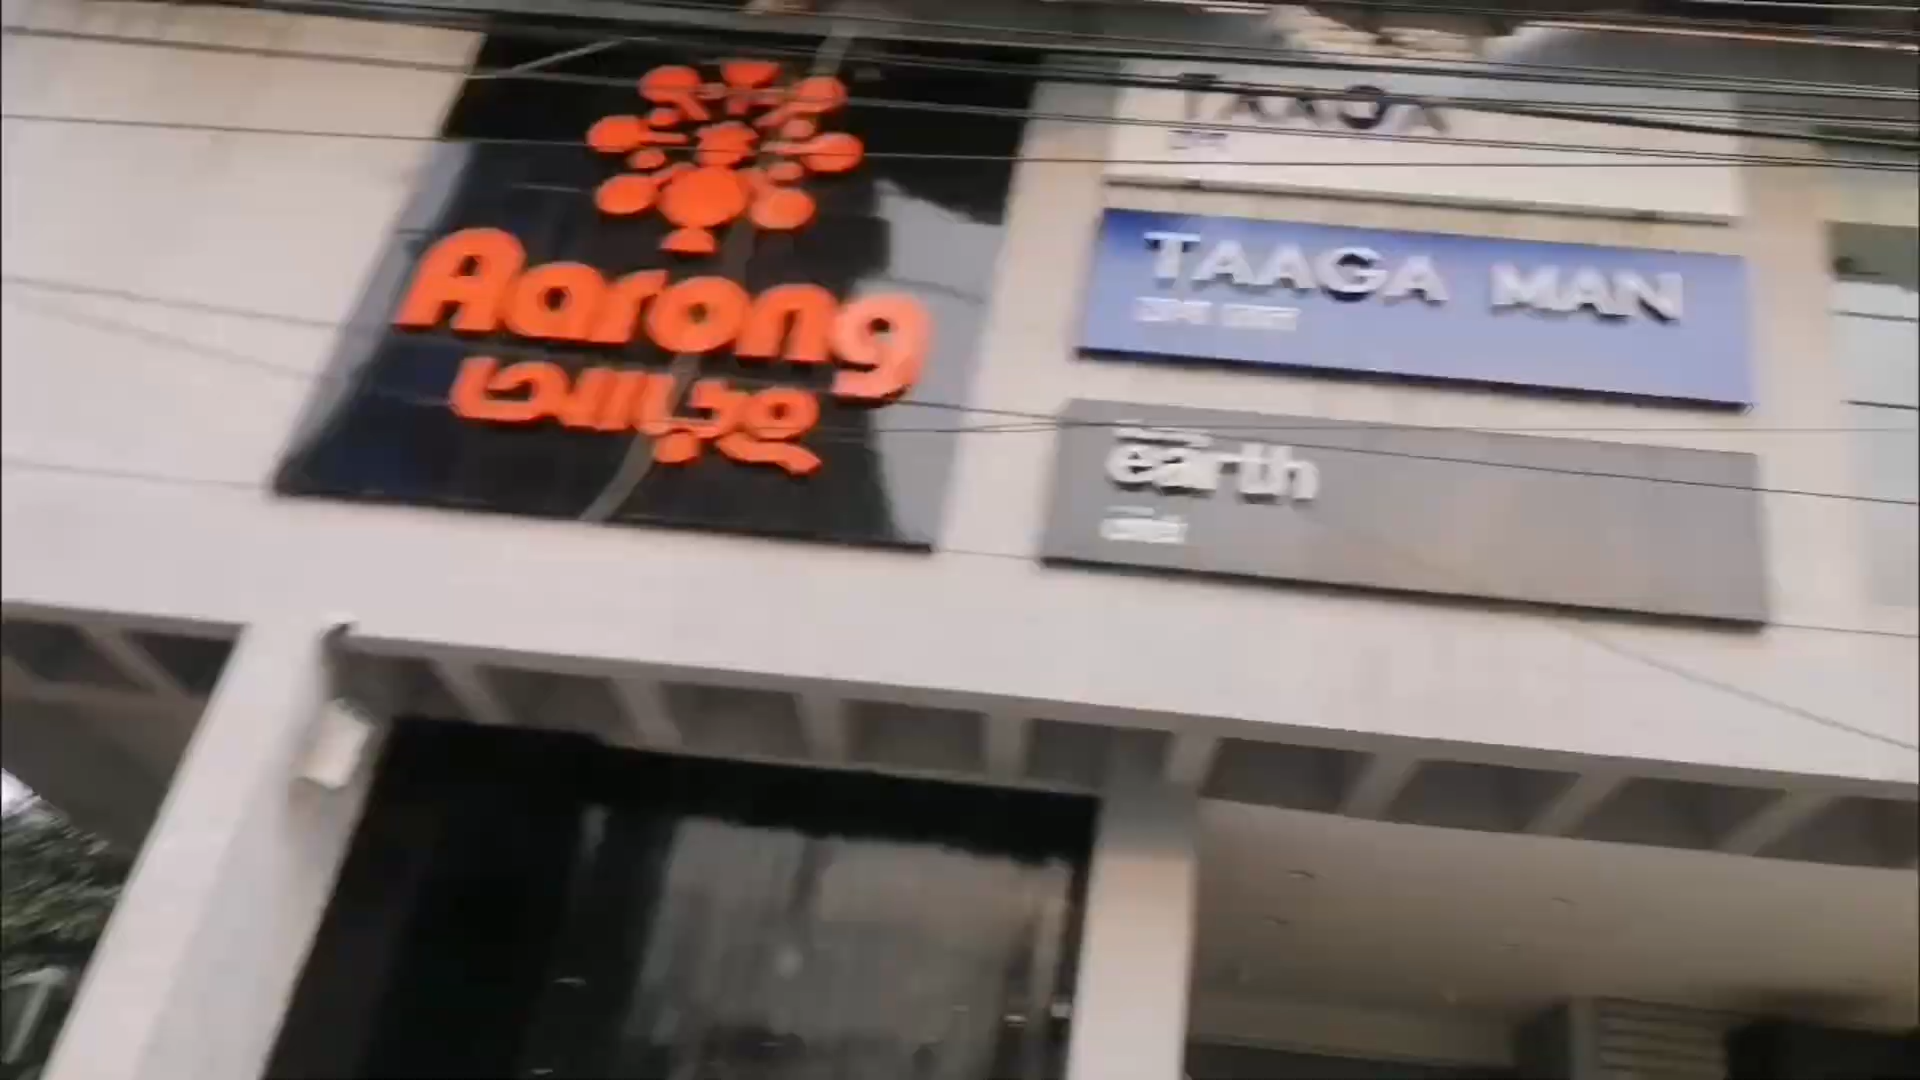 Aarong
আড়ং
TAAGA
তাগা
TAAGA MAN
তাগা ম্যান
earth